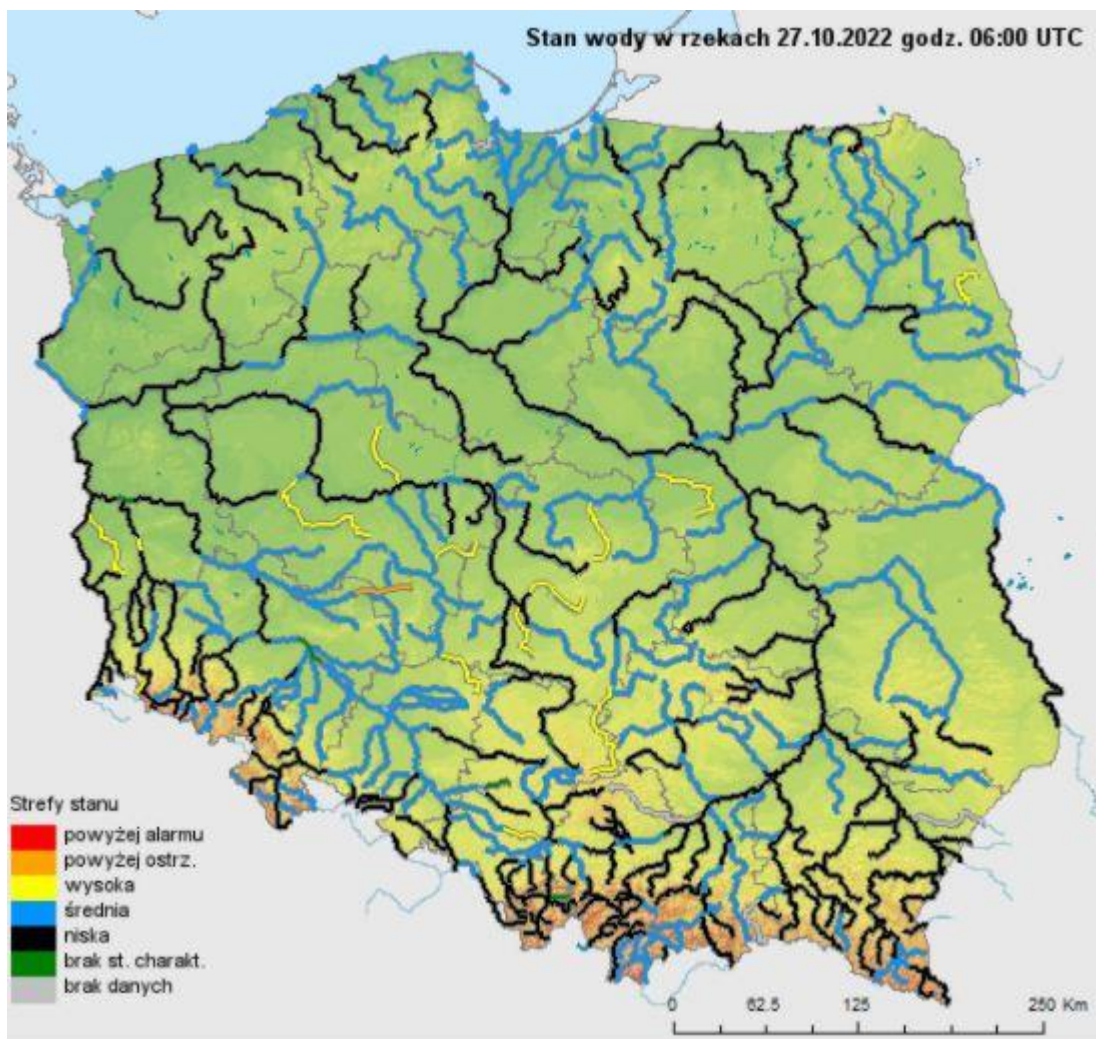 Stan wody w rzekach 27.10.2022 godz. 06:00 UTC
Strefy stanu
powyżej alarmu
powyżej ostrz.
wysoka
średnia
niska
brak st. charakt.
brak danych
0 62.5 125 250 Km